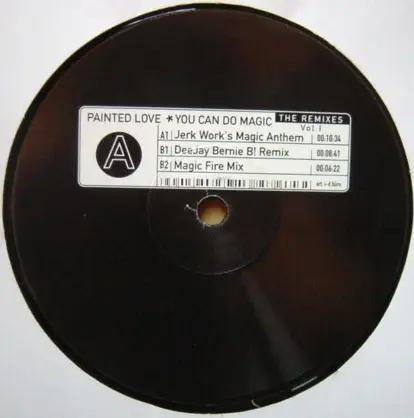 PAINTED LOVE * YOU CAN DO MAGIC THE REMIXES
Vol.I
A
A1 Jerk Work's Magic Anthem 00:10:34
B1 DeeJay Bernie B! Remix 00:08:41
B2 Magic Fire Mix 00:06:22